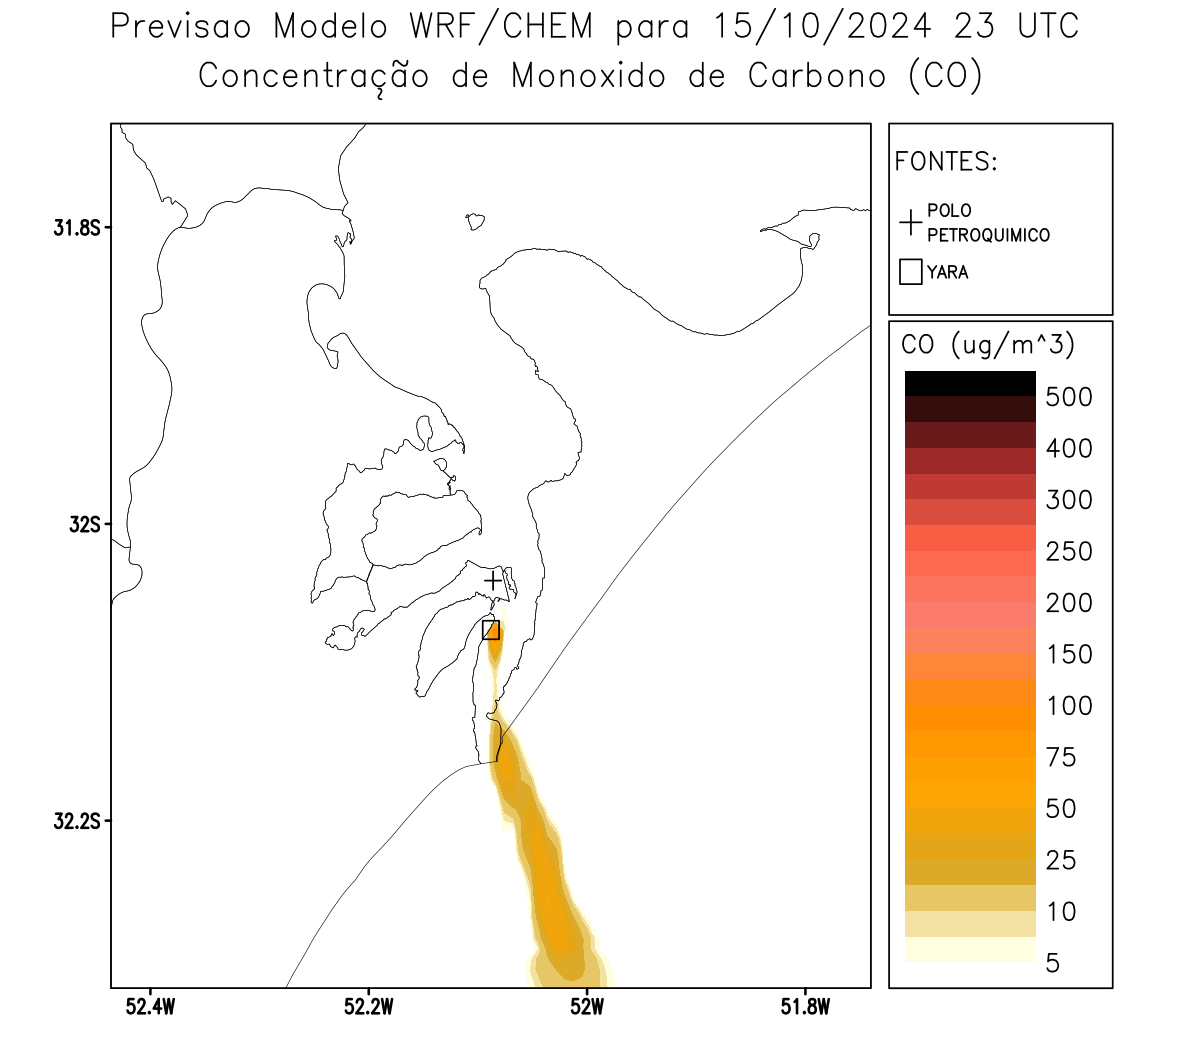 Previsao Modelo WRF/CHEM para 15/10/2024 23 UTC
Concentração de Monoxido de Carbono (CO)
FONTES:
POLO
PETROQUIMICO
YARA
CO (ug/m^3)
500
400
300
250
200
150
100
75
50
25
10
5
31.8S
32S
32.2S
52.4W
52.2W
52W
51.8W